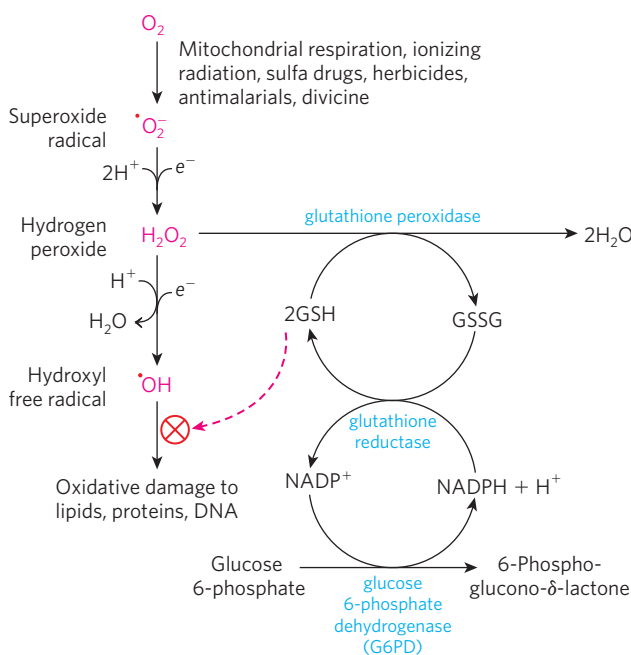 O₂
Mitochondrial respiration, ionizing
radiation, sulfa drugs, herbicides,
antimalarials, divicine
Superoxide
radical
•O₂⁻
2H⁺
e⁻
Hydrogen
peroxide
H₂O₂
glutathione peroxidase
2H₂O
H⁺
e⁻
H₂O
2GSH
GSSG
Hydroxyl
free radical
•OH
glutathione
reductase
Oxidative damage to
lipids, proteins, DNA
NADP⁺
NADPH + H⁺
Glucose
6-phosphate
glucose
6-phosphate
dehydrogenase
(G6PD)
6-Phospho-
glucono-δ-lactone